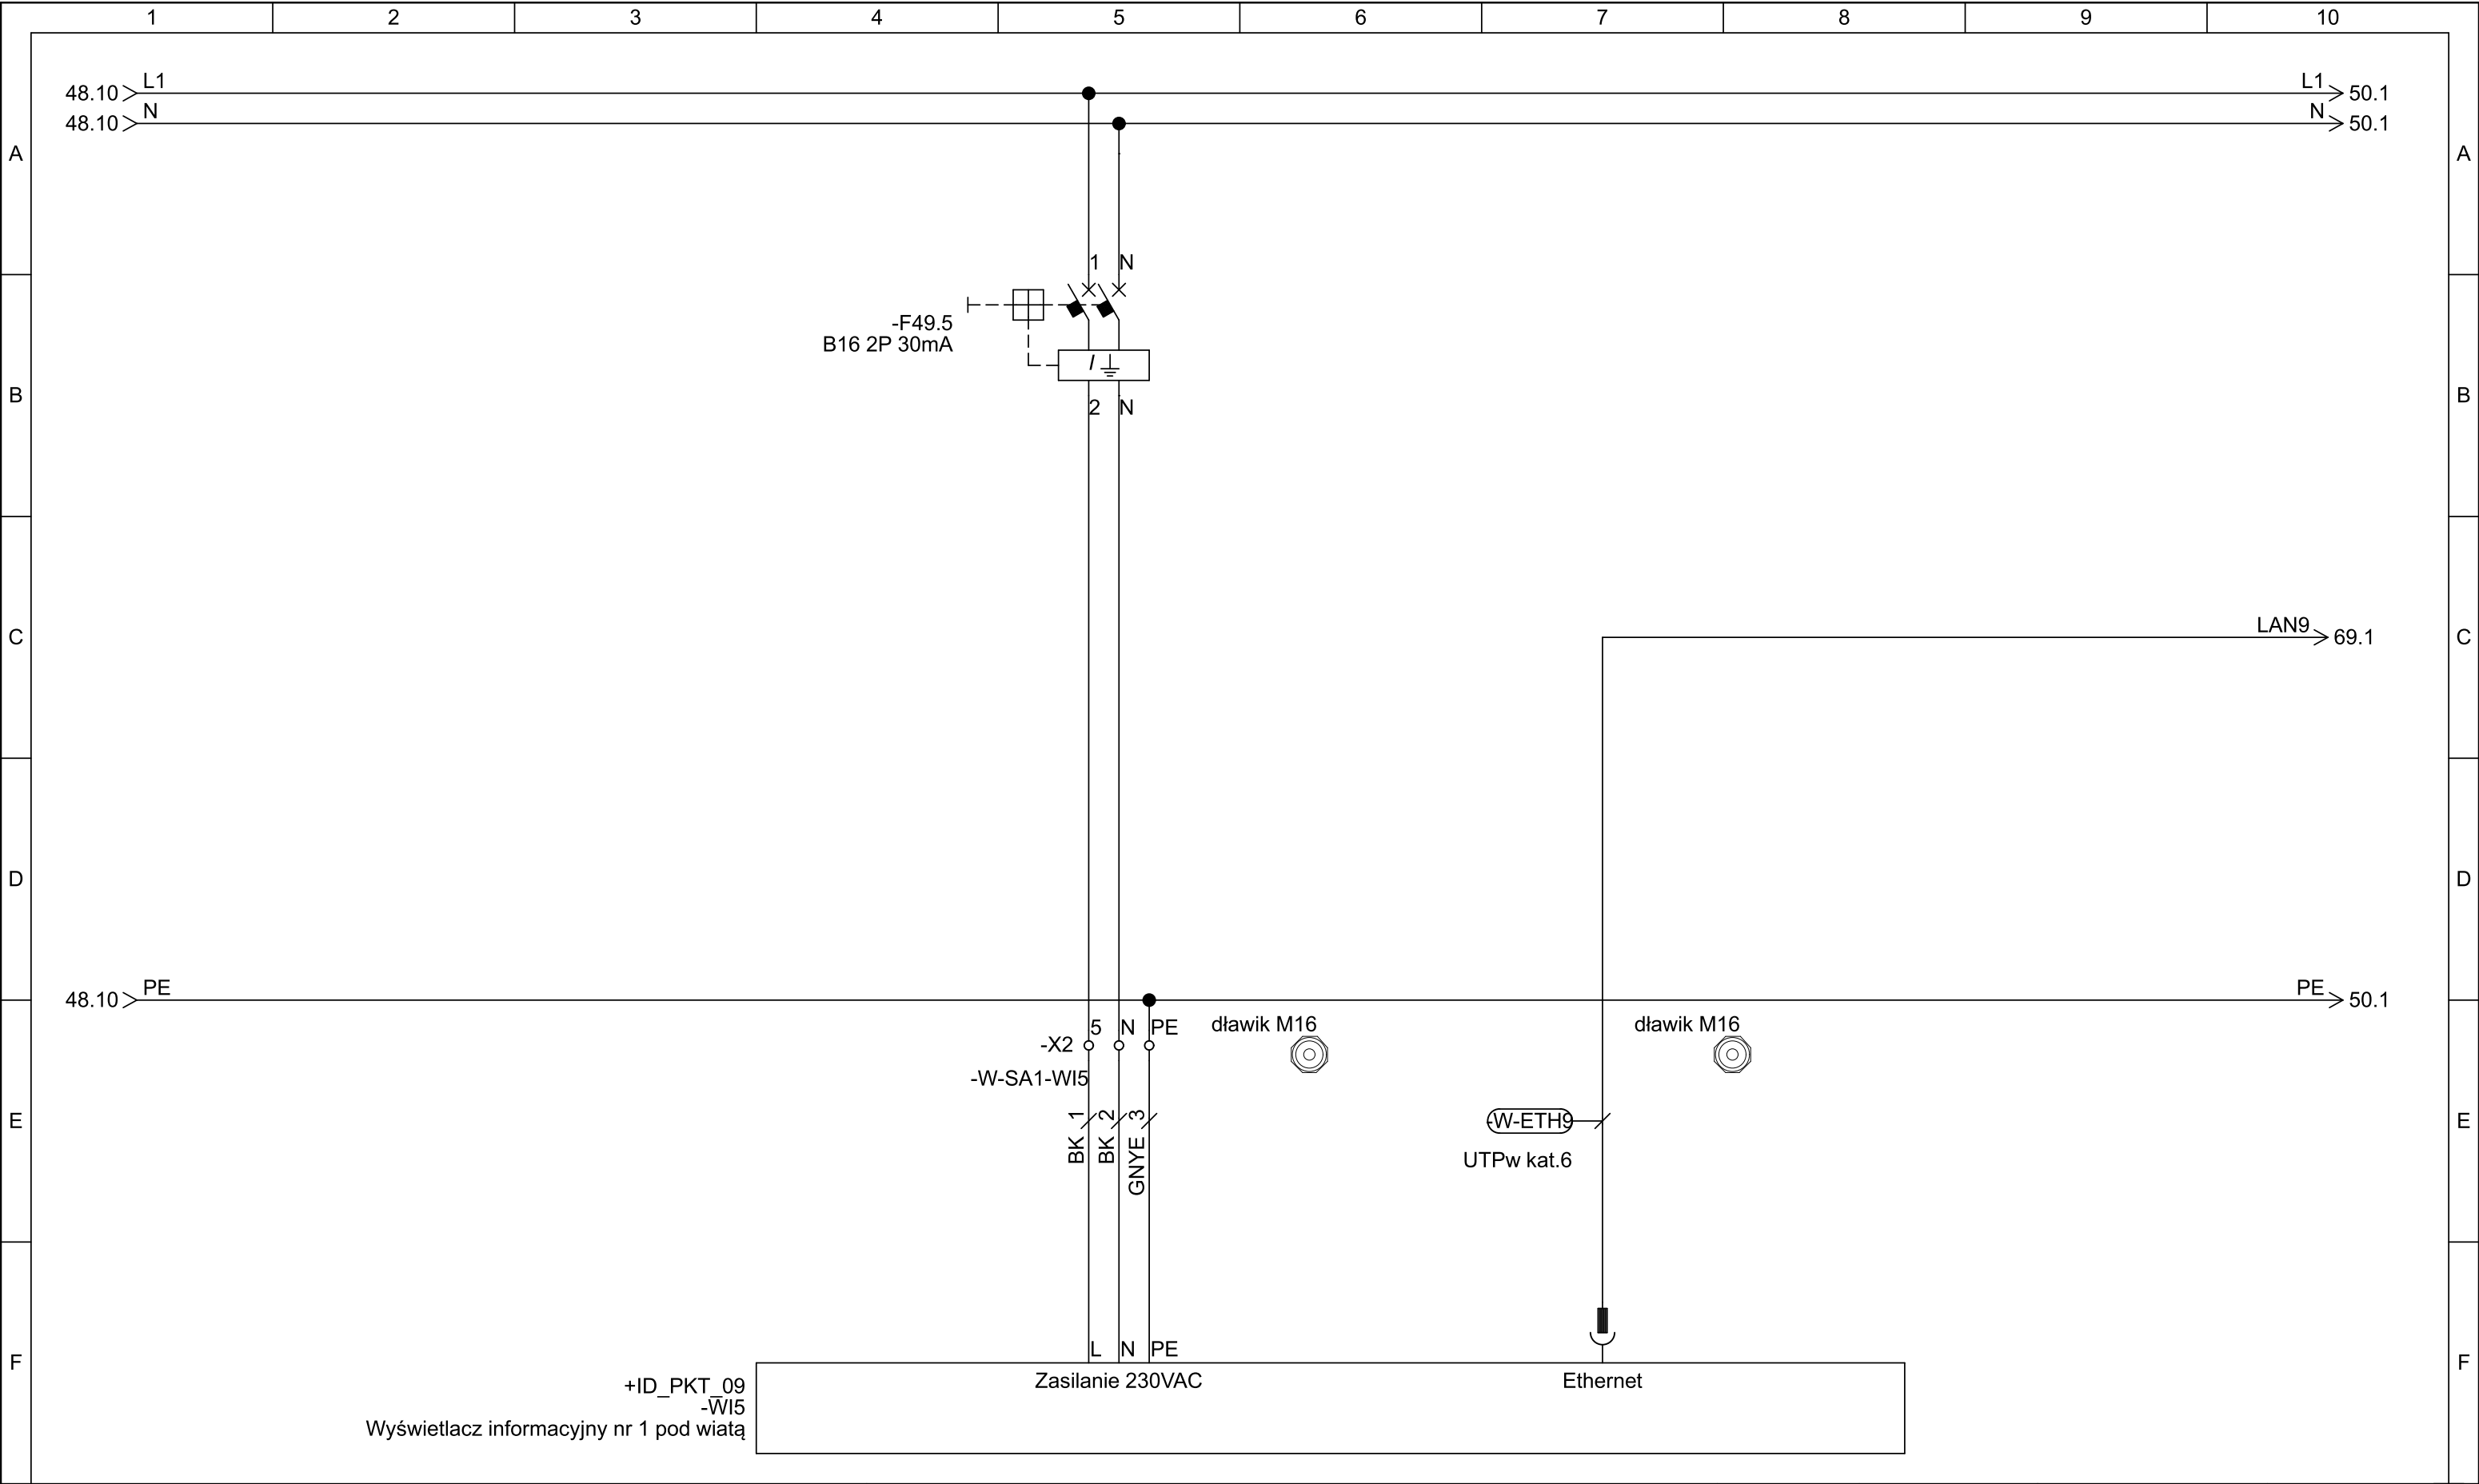 1 2 3 4 5 6 7 8 9 10
48.10 L1 L1 50.1
48.10 N N 50.1
A A
1 N
-F49.5
B16 2P 30mA
I
2 N
B B
C C
LAN9 69.1
D D
48.10 PE PE 50.1
5 N PE
-X2
dławik M16
dławik M16
-W-SA1-WI5
1 2 3
BK BK GNYE
-W-ETH9
UTPw kat.6
E E
L N PE
F F
Zasilanie 230VAC
Ethernet
+ID_PKT_09
-WI5
Wyświetlacz informacyjny nr 1 pod wiatą